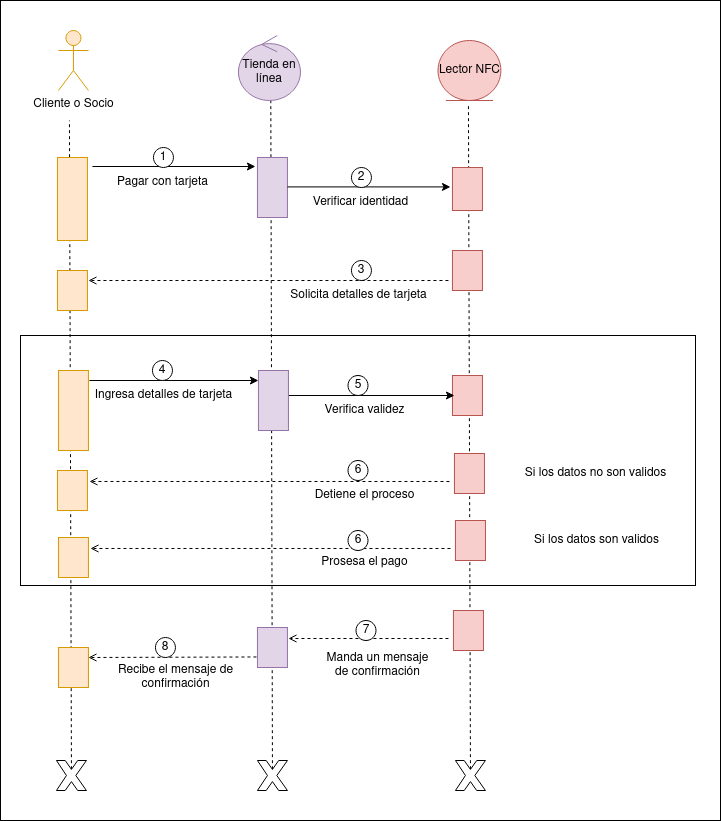 Cliente o Socio
Tienda en
línea
Lector NFC
1
Pagar con tarjeta
2
Verificar identidad
3
Solicita detalles de tarjeta
4
Ingresa detalles de tarjeta
5
Verifica validez
6
Detiene el proceso
Si los datos no son validos
6
Prosesa el pago
Si los datos son validos
7
Manda un mensaje
de confirmación
8
Recibe el mensaje de
confirmación